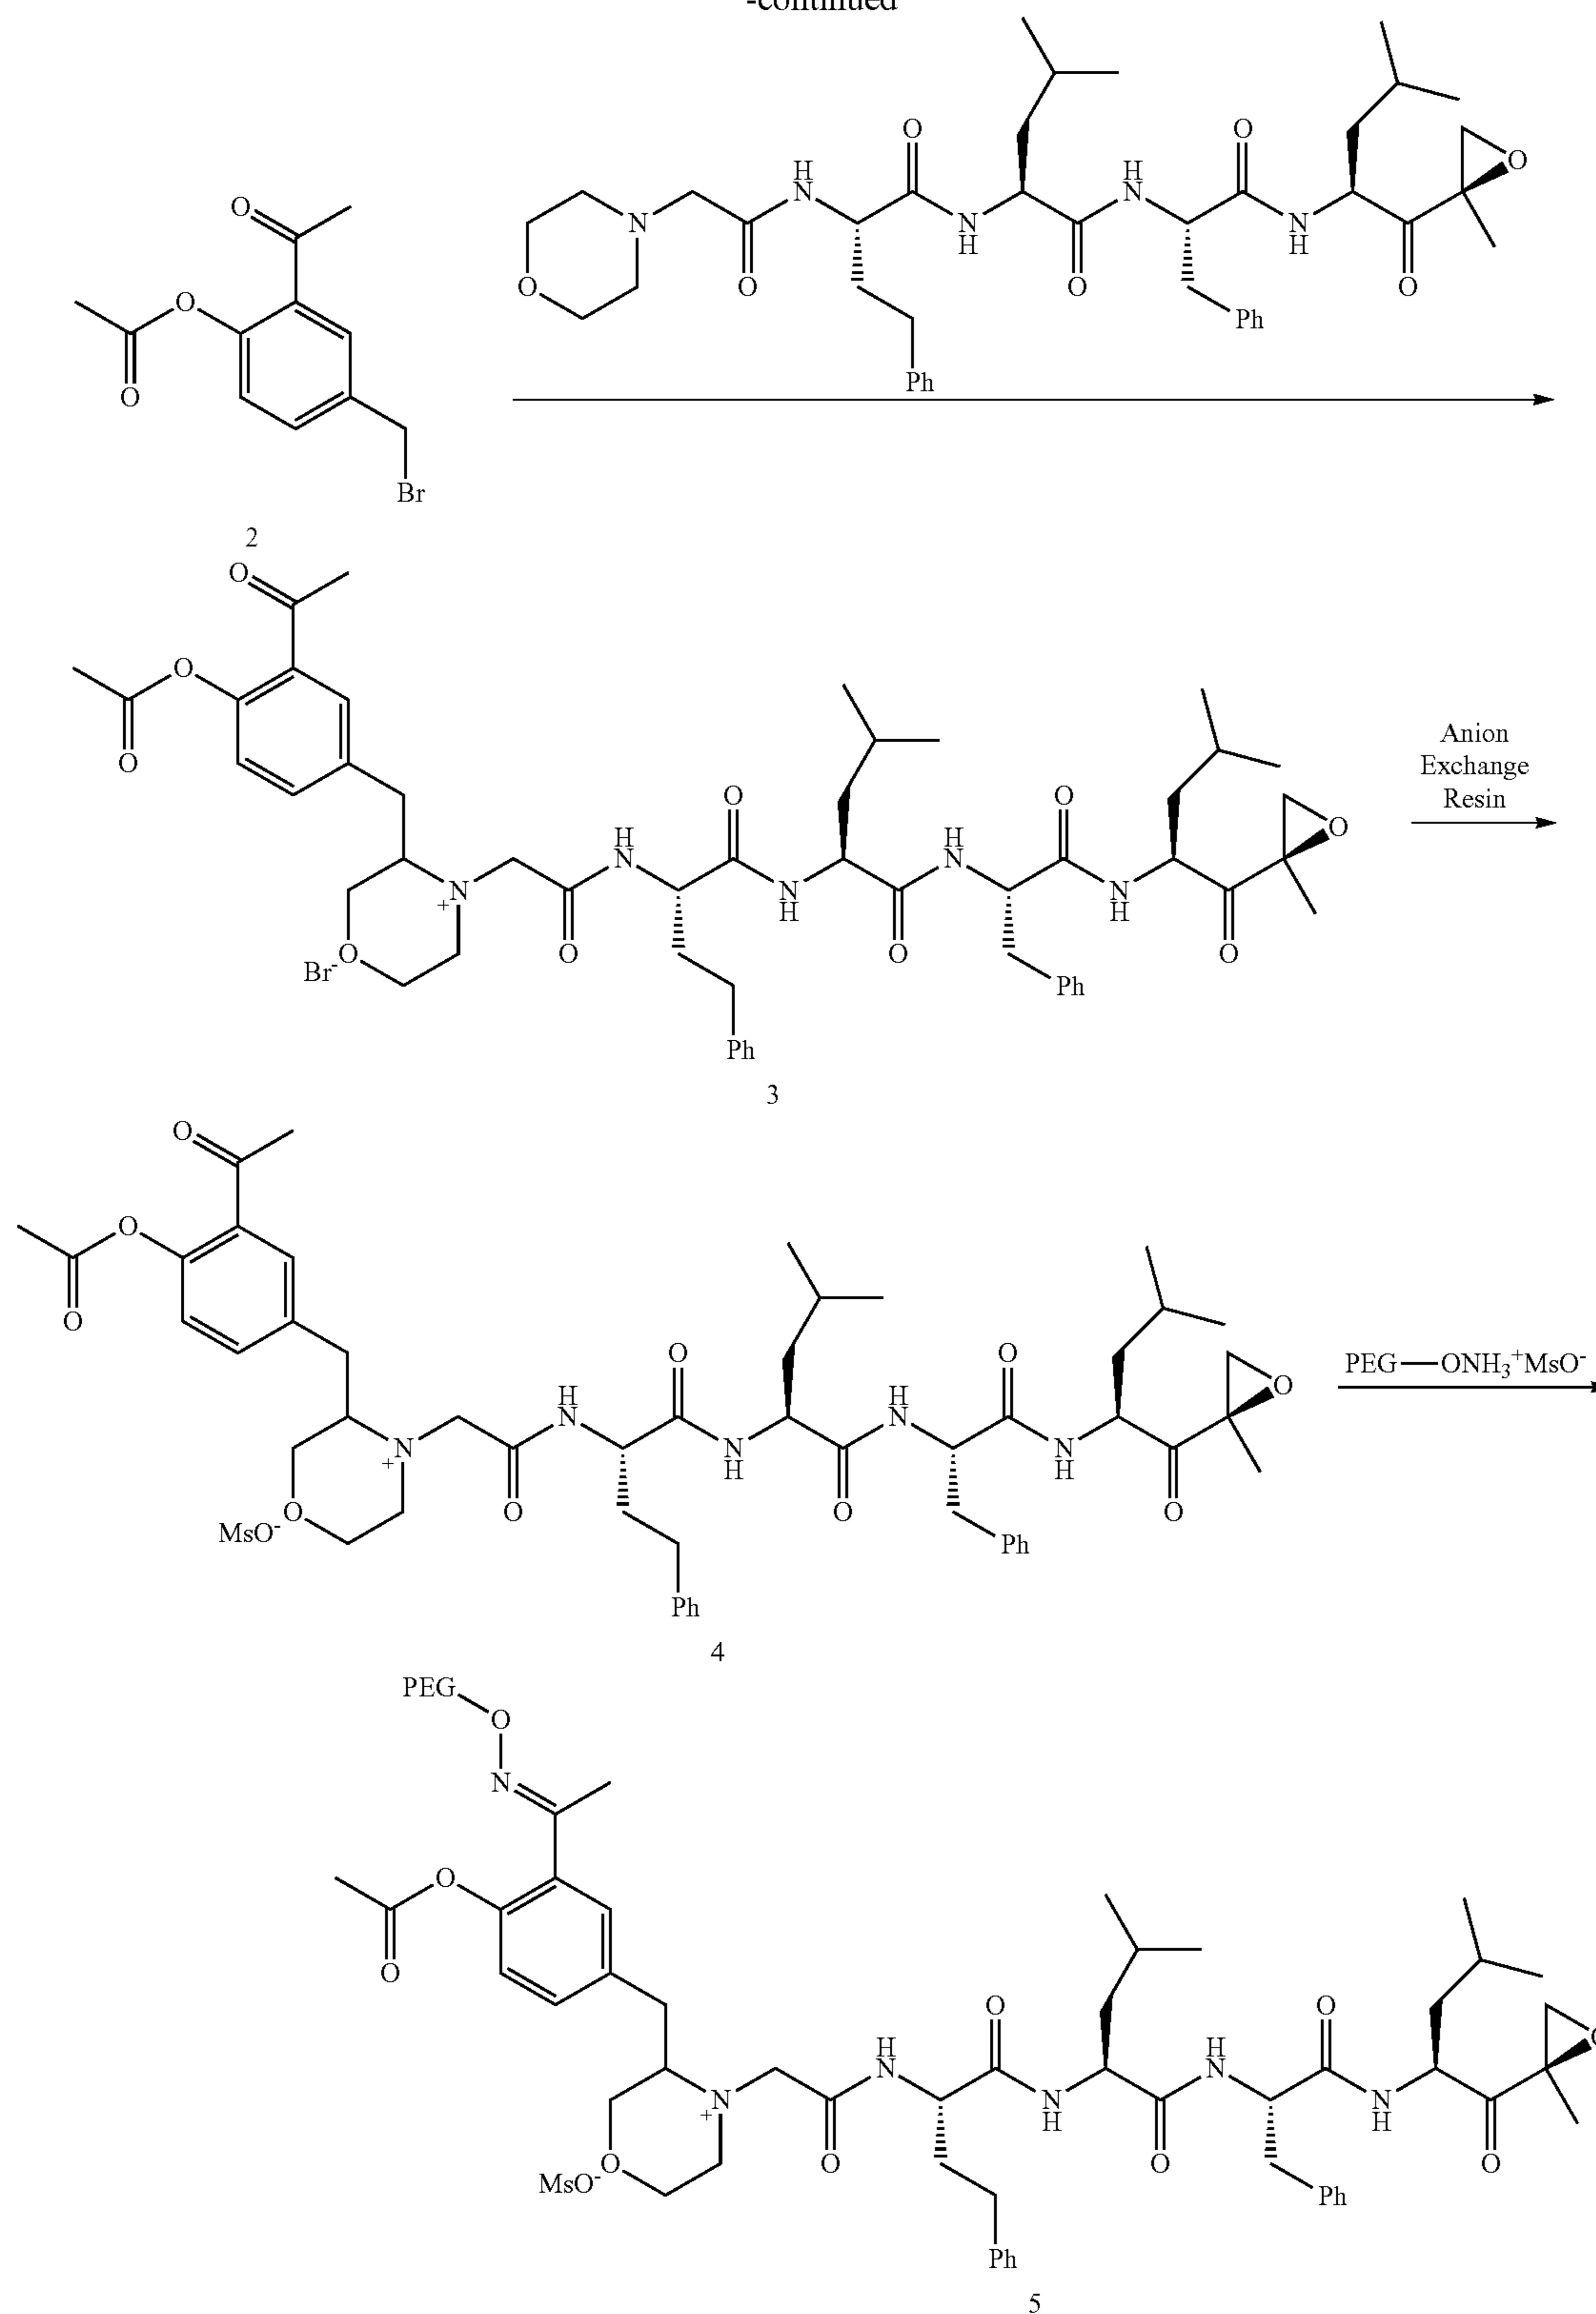 -continued
O O
O H N H N O
N N H N H
O O O O O
Ph
O Ph
Br
2
O
O
O
Anion
Exchange
Resin
O O O
H N H N
N + N H N H
O Br- O O O
Ph
Ph
3
O
O
O
O O O
PEG—ONH3+MsO-
H N H N
N + N H N H
O MsO- O O O
Ph
Ph
4
PEG
O
N
O
O
O O O
H N H N
N + N H N H
O MsO- O O O
Ph
Ph
5